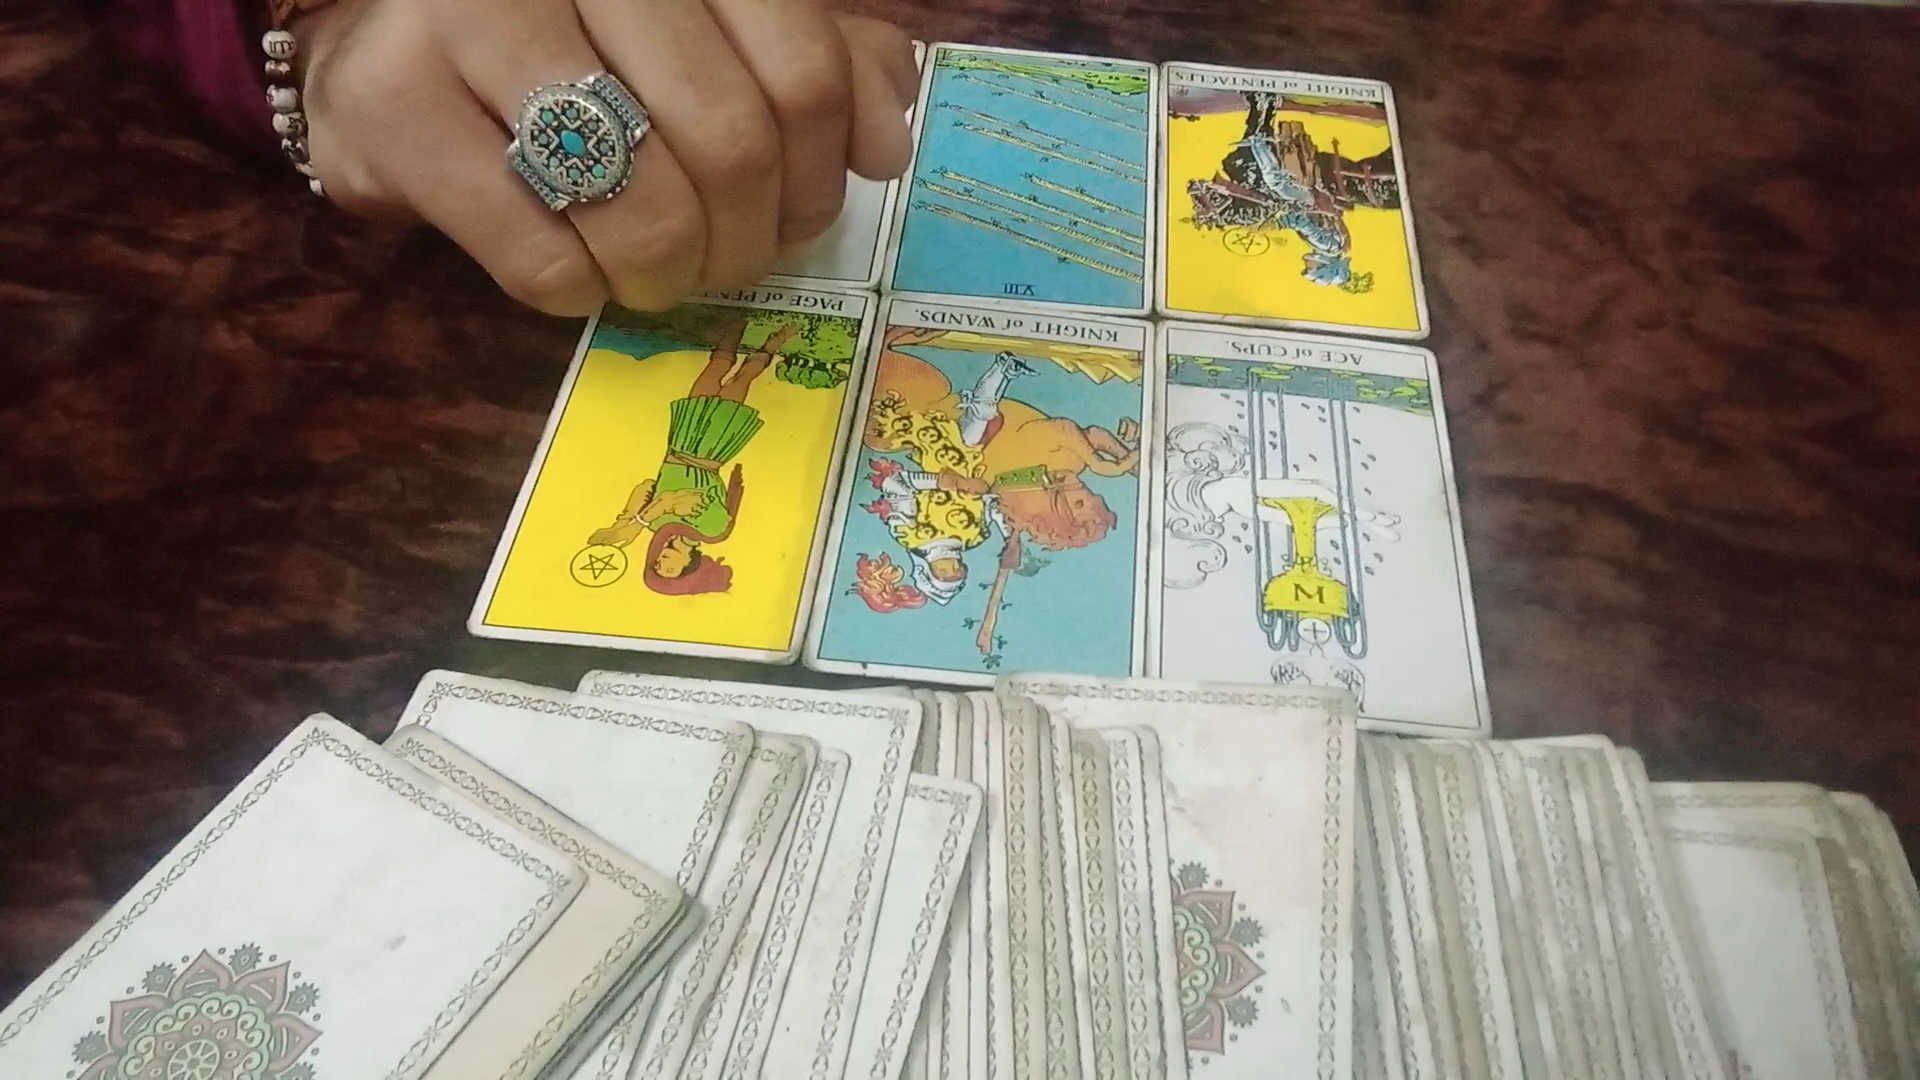 KNIGHT of PENTACLES
VIII
PAGE of PENT
KNIGHT of WANDS.
ACE of CUPS.
M